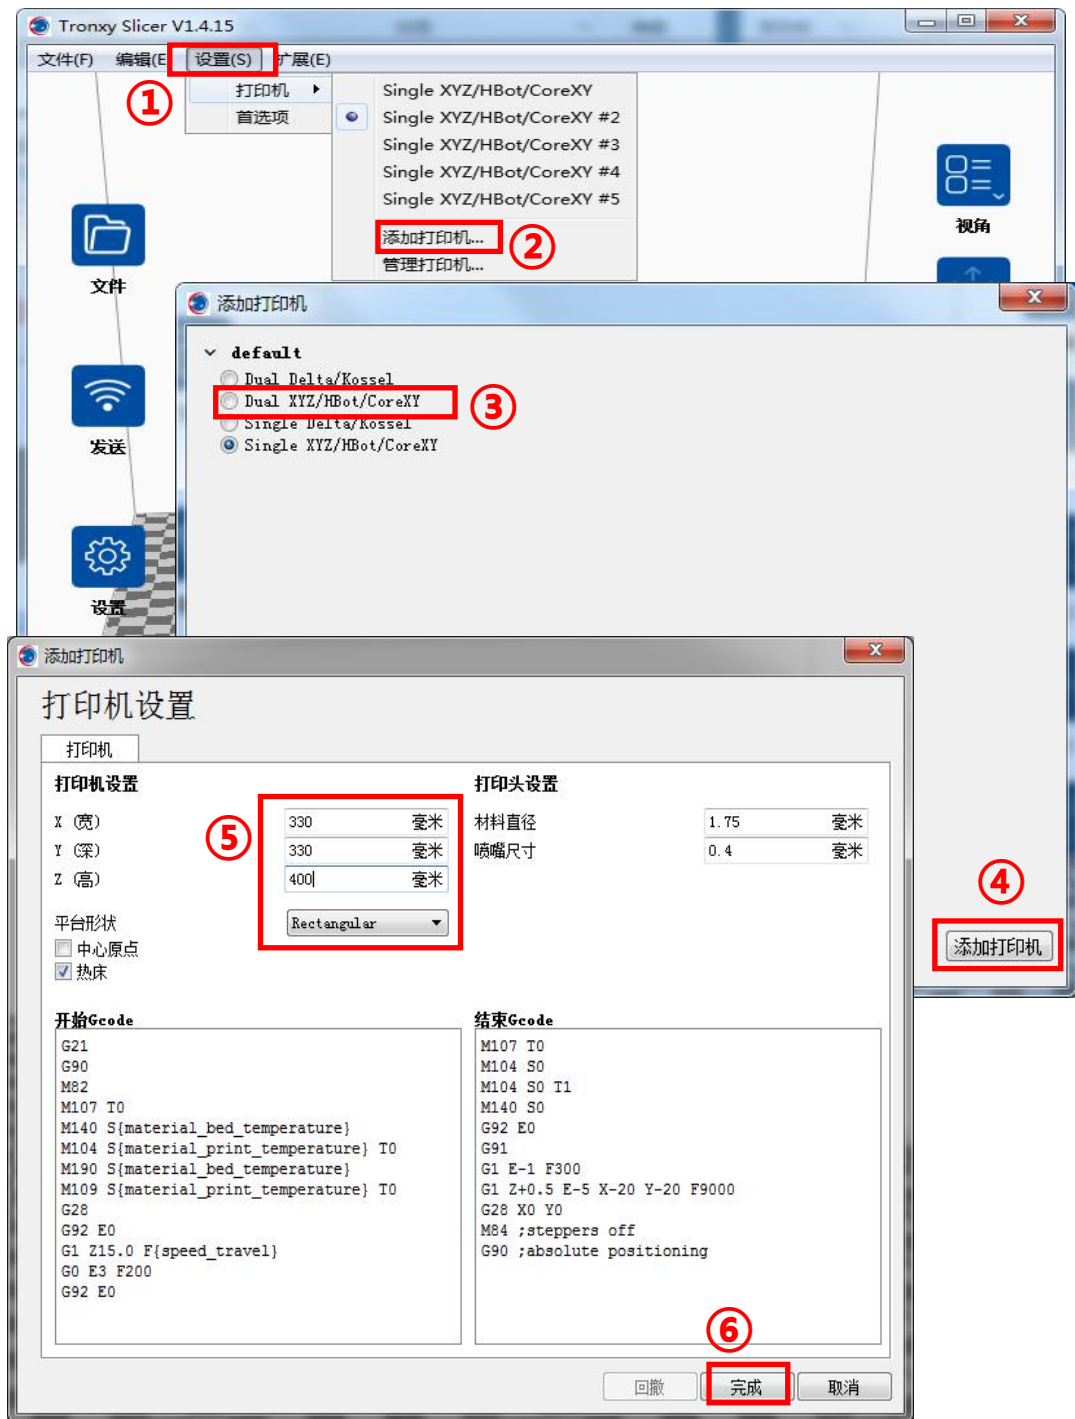 Tronxy Slicer V1.4.15
文件(F) 编辑(E 设置(S) 扩展(E)
①
打印机
首选项
Single XYZ/HBot/CoreXY
Single XYZ/HBot/CoreXY #2
Single XYZ/HBot/CoreXY #3
Single XYZ/HBot/CoreXY #4
Single XYZ/HBot/CoreXY #5
添加打印机...
②
管理打印机...
视角
文件
发送
设置
添加打印机
default
Dual Delta/Kossel
Dual XYZ/HBot/CoreXY
③
Single Delta/Kossel
Single XYZ/HBot/CoreXY
④
添加打印机
添加打印机
打印机设置
打印机
打印机设置
X (宽) 330 毫米
Y (深) 330 毫米
Z (高) 400 毫米
⑤
平台形状 Rectangular
中心原点
热床
打印头设置
材料直径 1.75 毫米
喷嘴尺寸 0.4 毫米
开始Gcode
G21
G90
M82
M107 T0
M140 S{material_bed_temperature}
M104 S{material_print_temperature} T0
M190 S{material_bed_temperature}
M109 S{material_print_temperature} T0
G28
G92 E0
G1 Z15.0 F{speed_travel}
G0 E3 F200
G92 E0
结束Gcode
M107 T0
M104 S0
M104 S0 T1
M140 S0
G92 E0
G91
G1 E-1 F300
G1 Z+0.5 E-5 X-20 Y-20 F9000
G28 X0 Y0
M84 ;steppers off
G90 ;absolute positioning
⑥
回撤 完成 取消